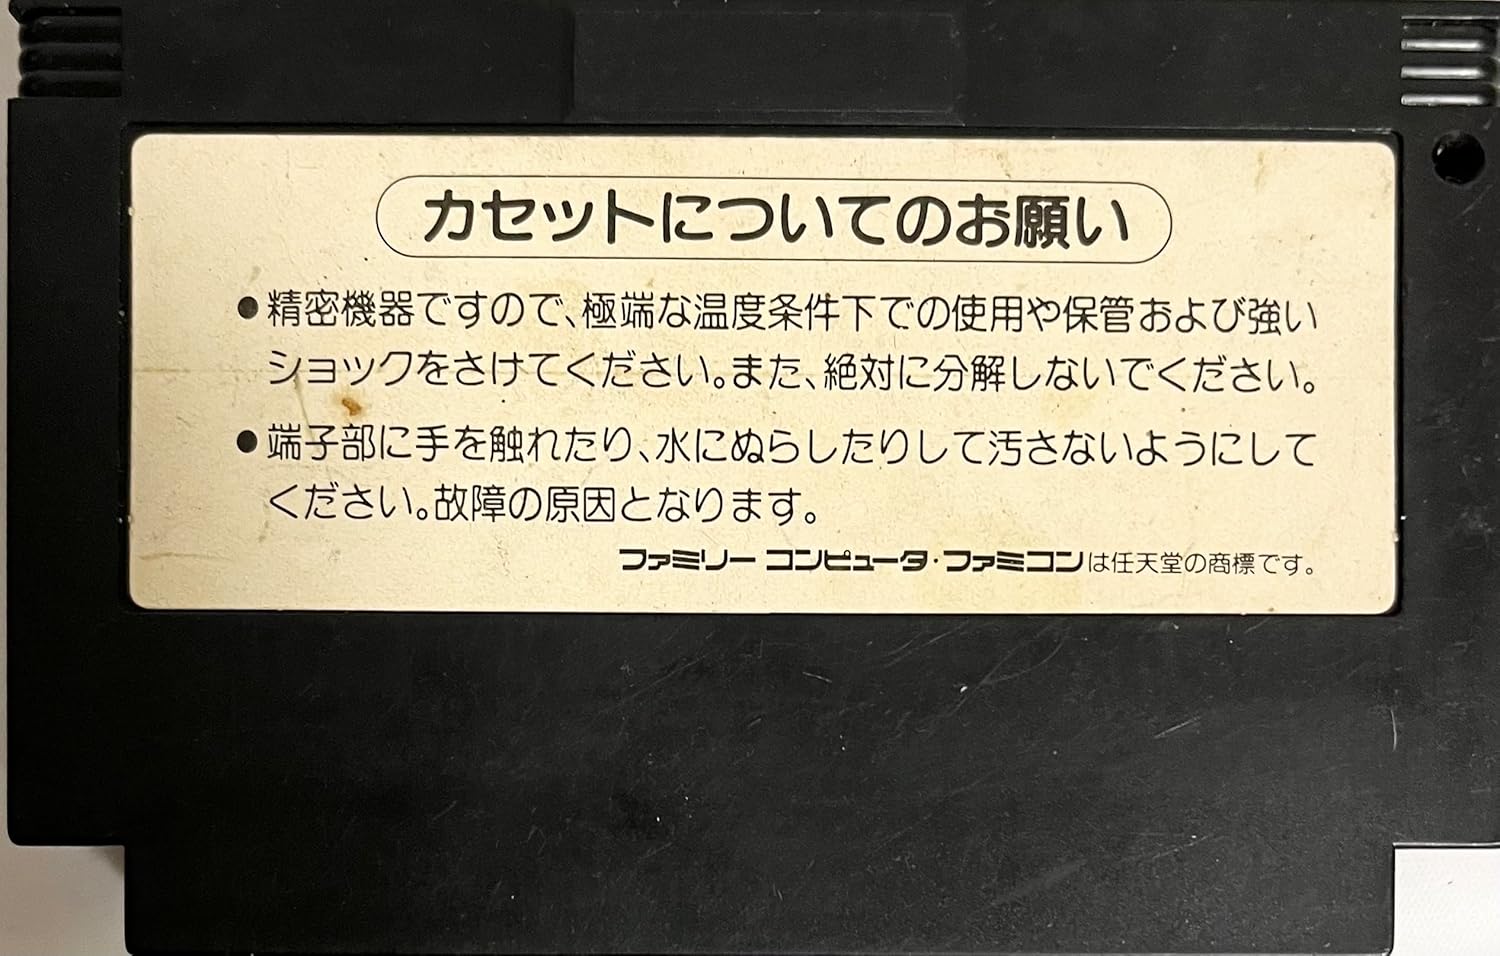 カセットについてのお願い
●精密機器ですので、極端な温度条件下での使用や保管および強い
ショックをさけてください。また、絶対に分解しないでください。
●端子部に手を触れたり、水にぬらしたりして汚さないようにして
ください。故障の原因となります。
ファミリーコンピュータ・ファミコンは任天堂の商標です。